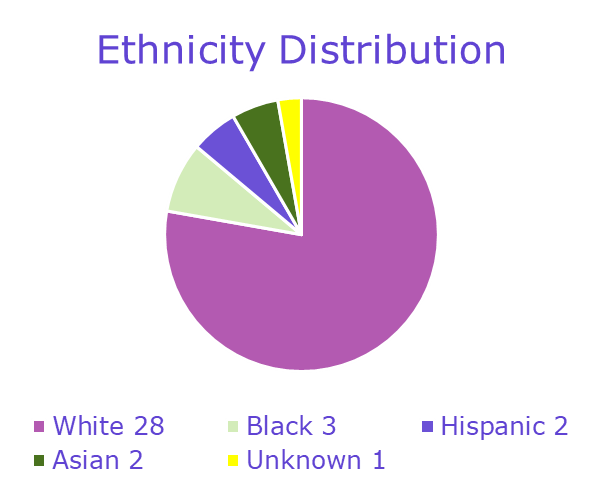 Ethnicity Distribution
White 28 Black 3 Hispanic 2
Asian 2 Unknown 1